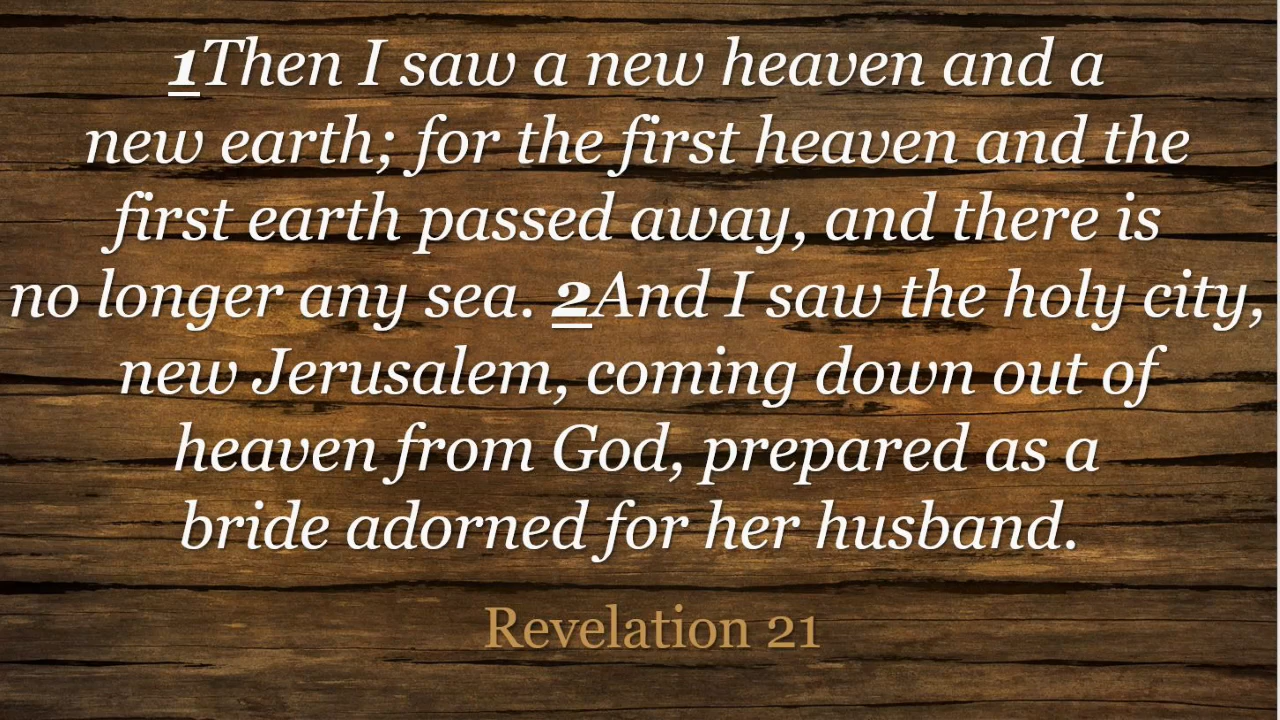 1Then I saw a new heaven and a
new earth; for the first heaven and the
first earth passed away, and there is
no longer any sea. 2And I saw the holy city,
new Jerusalem, coming down out of
heaven from God, prepared as a
bride adorned for her husband.
Revelation 21